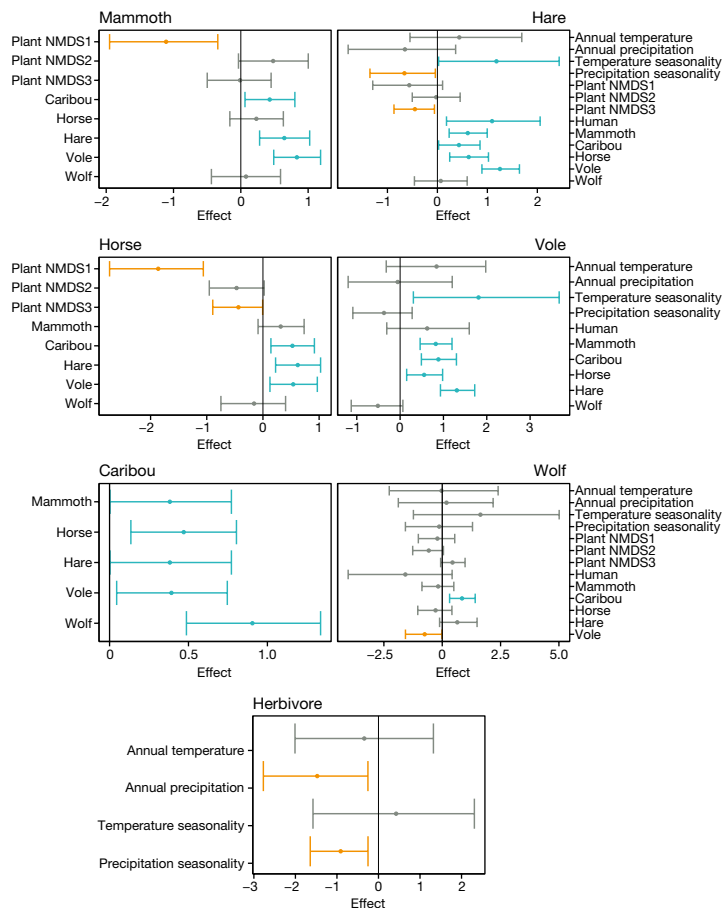 Mammoth
Plant NMDS1
Plant NMDS2
Plant NMDS3
Caribou
Horse
Hare
Vole
Wolf
−2 −1 0 1
Effect
Hare
Annual temperature
Annual precipitation
Temperature seasonality
Precipitation seasonality
Plant NMDS1
Plant NMDS2
Plant NMDS3
Human
Mammoth
Caribou
Horse
Vole
Wolf
−1 0 1 2
Effect
Horse
Plant NMDS1
Plant NMDS2
Plant NMDS3
Mammoth
Caribou
Hare
Vole
Wolf
−2 −1 0 1
Effect
Vole
Annual temperature
Annual precipitation
Temperature seasonality
Precipitation seasonality
Human
Mammoth
Caribou
Horse
Hare
Wolf
−1 0 1 2 3
Effect
Caribou
Mammoth
Horse
Hare
Vole
Wolf
0 0.5 1.0
Effect
Wolf
Annual temperature
Annual precipitation
Temperature seasonality
Precipitation seasonality
Plant NMDS1
Plant NMDS2
Plant NMDS3
Human
Mammoth
Caribou
Horse
Hare
Vole
−2.5 0 2.5 5.0
Effect
Herbivore
Annual temperature
Annual precipitation
Temperature seasonality
Precipitation seasonality
−3 −2 −1 0 1 2
Effect